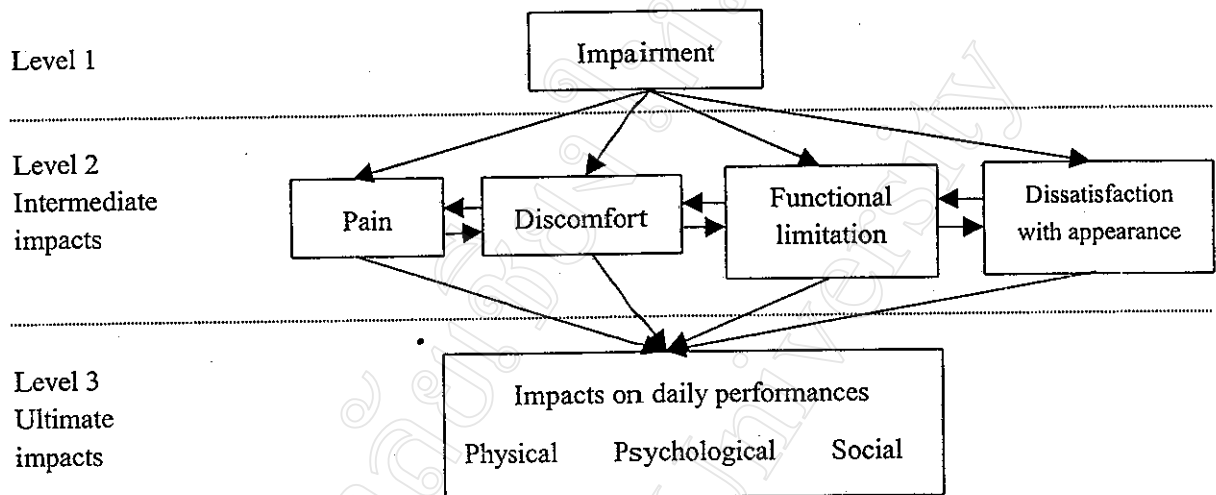 Level 1
Impairment
Level 2
Intermediate
impacts
Pain
Discomfort
Functional
limitation
Dissatisfaction
with appearance
Level 3
Ultimate
impacts
Impacts on daily performances
Physical Psychological Social
University